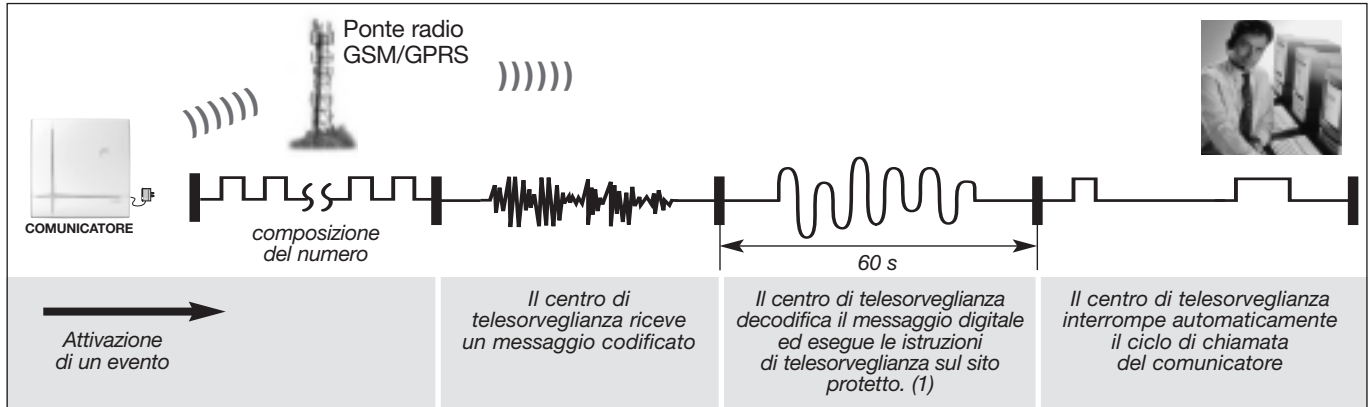 Ponte radio
GSM/GPRS
COMUNICATORE
composizione
del numero
60 s
Attivazione
di un evento
Il centro di
telesorveglianza riceve
un messaggio codificato
Il centro di telesorveglianza
decodifica il messaggio digitale
ed esegue le istruzioni
di telesorveglianza sul sito
protetto. (1)
Il centro di telesorveglianza
interrompe automaticamente
il ciclo di chiamata
del comunicatore